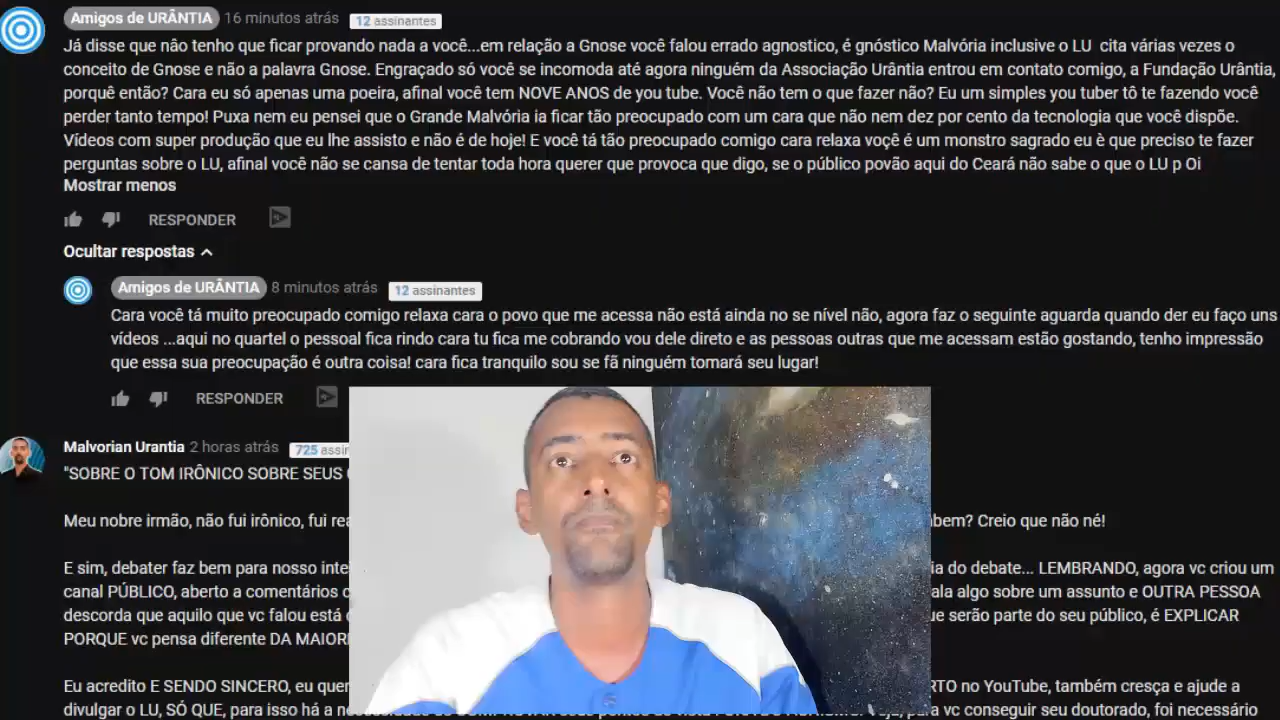 Amigos de URÂNTIA 16 minutos atrás 12 assinantes
Já disse que nâo tenho que ficar provando nada a você...em relação a Gnose você falou errado agnostico, é gnóstico Malvória inclusive o LU cita várias vezes o
conceito de Gnose e não a palavra Gnose. Engraçado só você se incomoda até agora ninguém da Associação Urântia entrou em contato comigo, a Fundação Urântia,
porquê então? Cara eu só apenas uma poeira, afinal você tem NOVE ANOS de you tube. Você não tem o que fazer não? Eu um simples you tuber tô te fazendo você
perder tanto tempo! Puxa nem eu pensei que o Grande Malvória ia ficar tão preocupado com um cara que não nem dez por cento da tecnologia que você dispõe.
Vídeos com super produção que eu lhe assisto e não é de hoje! E você tá tão preocupado comigo cara relaxa voçê é um monstro sagrado eu è que preciso te fazer
perguntas sobre o LU, afinal você não se cansa de tentar toda hora querer que provoca que digo, se o público povão aqui do Ceará não sabe o que o LU p Oi
Mostrar menos
RESPONDER
Ocultar respostas
Amigos de URÂNTIA 8 minutos atrás 12 assinantes
Cara você tá muito preocupado comigo relaxa cara o povo que me acessa não está ainda no se nível não, agora faz o seguinte aguarda quando der eu faço uns
vídeos ...aqui no quartel o pessoal fica rindo cara tu fica me cobrando vou dele direto e as pessoas outras que me acessam estão gostando, tenho impressão
que essa sua preocupação é outra coisa! cara fica tranquilo sou se fã ninguém tomará seu lugar!
RESPONDER
Malvorian Urantia 2 horas atrás 725
"SOBRE O TOM IRÔNICO SOBRE SEUS
Meu nobre irmão, não fui irônico, fui Creio que não né!
E sim, debater faz bem para nosso do debate... LEMBRANDO, agora vc criou um
canal PÚBLICO, aberto a comentários algo sobre um assunto e OUTRA PESSOA
descorda que aquilo que vc falou está serão parte do seu público, é EXPLICAR
PORQUE vc pensa diferente DA
Eu acredito E SENDO SINCERO, eu no YouTube, também cresça e ajude a
divulgar o LU, SÓ QUE, para isso há a vc conseguir seu doutorado, foi necessário